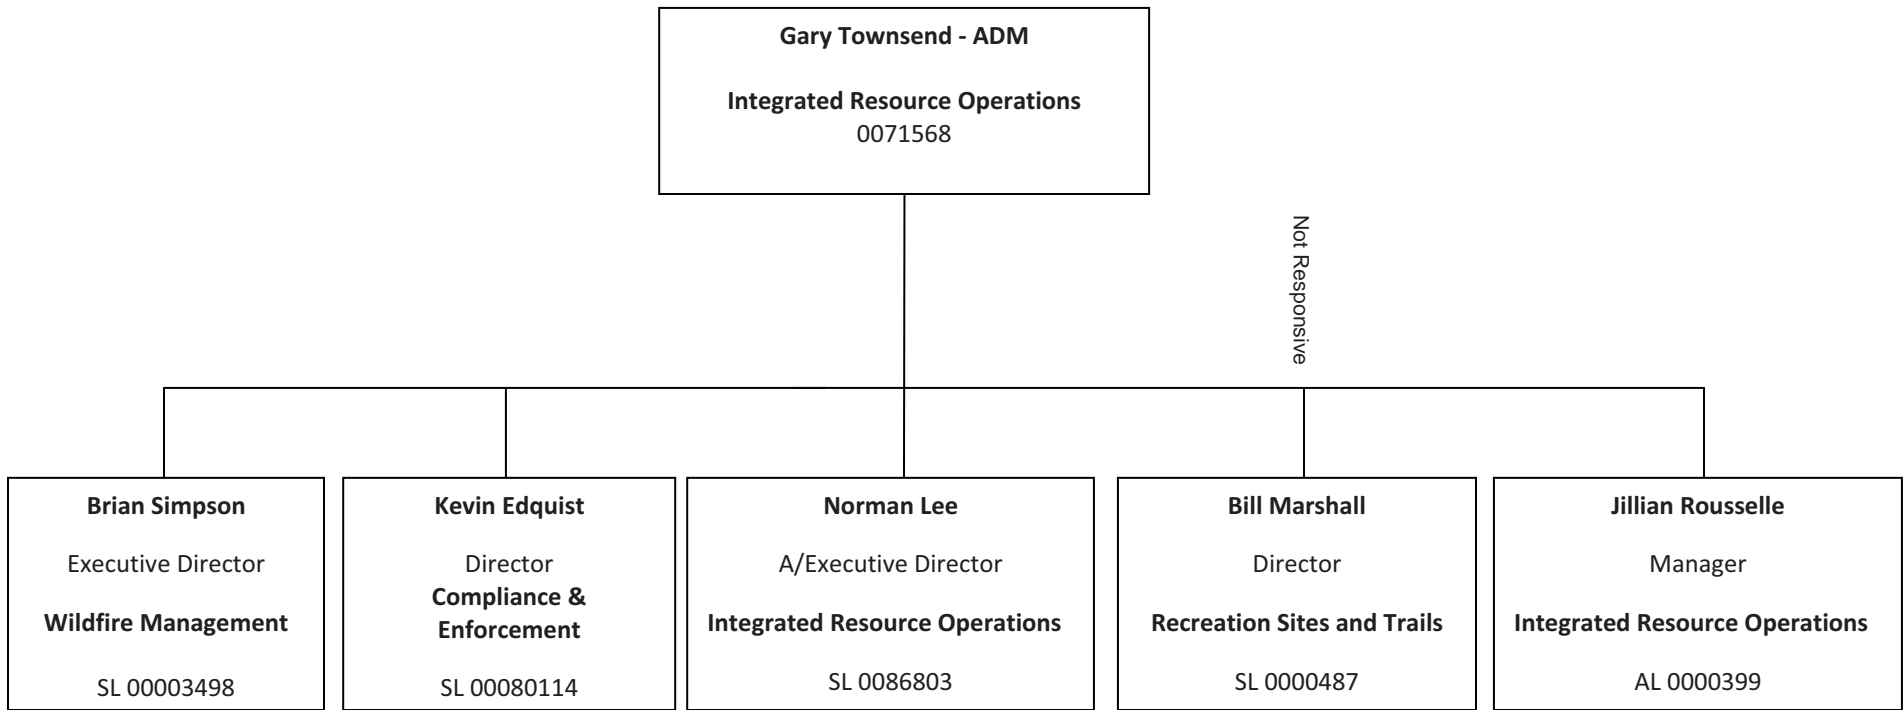 Gary Townsend - ADM
Integrated Resource Operations
0071568
Not Responsive
Brian Simpson
Executive Director
Wildfire Management
SL 00003498
Kevin Edquist
Director
Compliance &
Enforcement
SL 00080114
Norman Lee
A/Executive Director
Integrated Resource Operations
SL 0086803
Bill Marshall
Director
Recreation Sites and Trails
SL 0000487
Jillian Rousselle
Manager
Integrated Resource Operations
AL 0000399